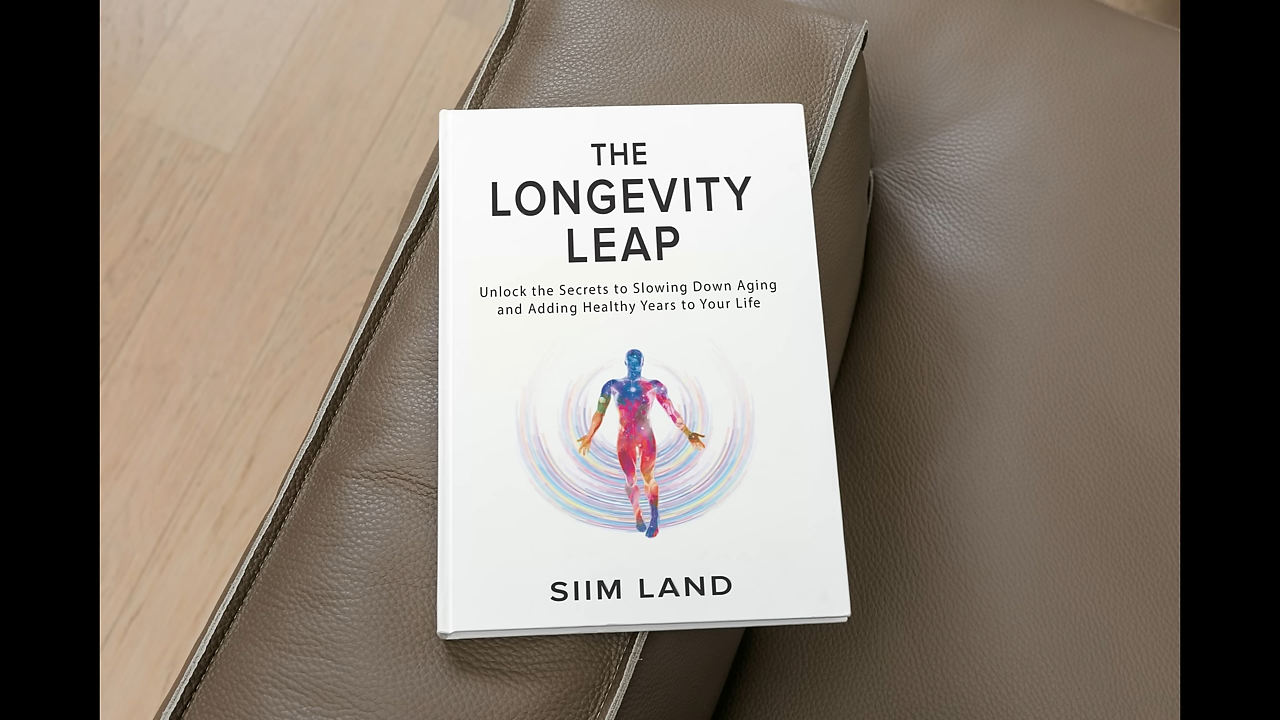 THE
LONGEVITY
LEAP
Unlock the Secrets to Slowing Down Aging
and Adding Healthy Years to Your Life
SIIM LAND